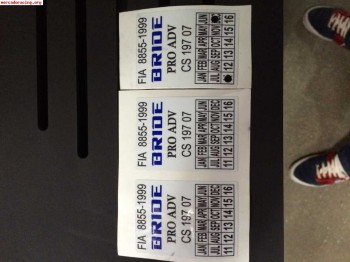 mercadoracing.org
FIA 8855-1999
BRIDE
PRO ADV
CS 197 07
JAN FEB MAR APR MAY JUN
JUL AUG SEP OCT NOV DEC
12 13 14 15 16
FIA 8855-1999
BRIDE
PRO ADV
CS 197 07
JAN FEB MAR APR MAY JUN
JUL AUG SEP OCT NOV DEC
11 12 13 14 15 16
FIA 8855-1999
BRIDE
PRO ADV
CS 197 07
JAN FEB MAR APR MAY JUN
JUL AUG SEP OCT NOV DEC
11 12 13 14 15 16